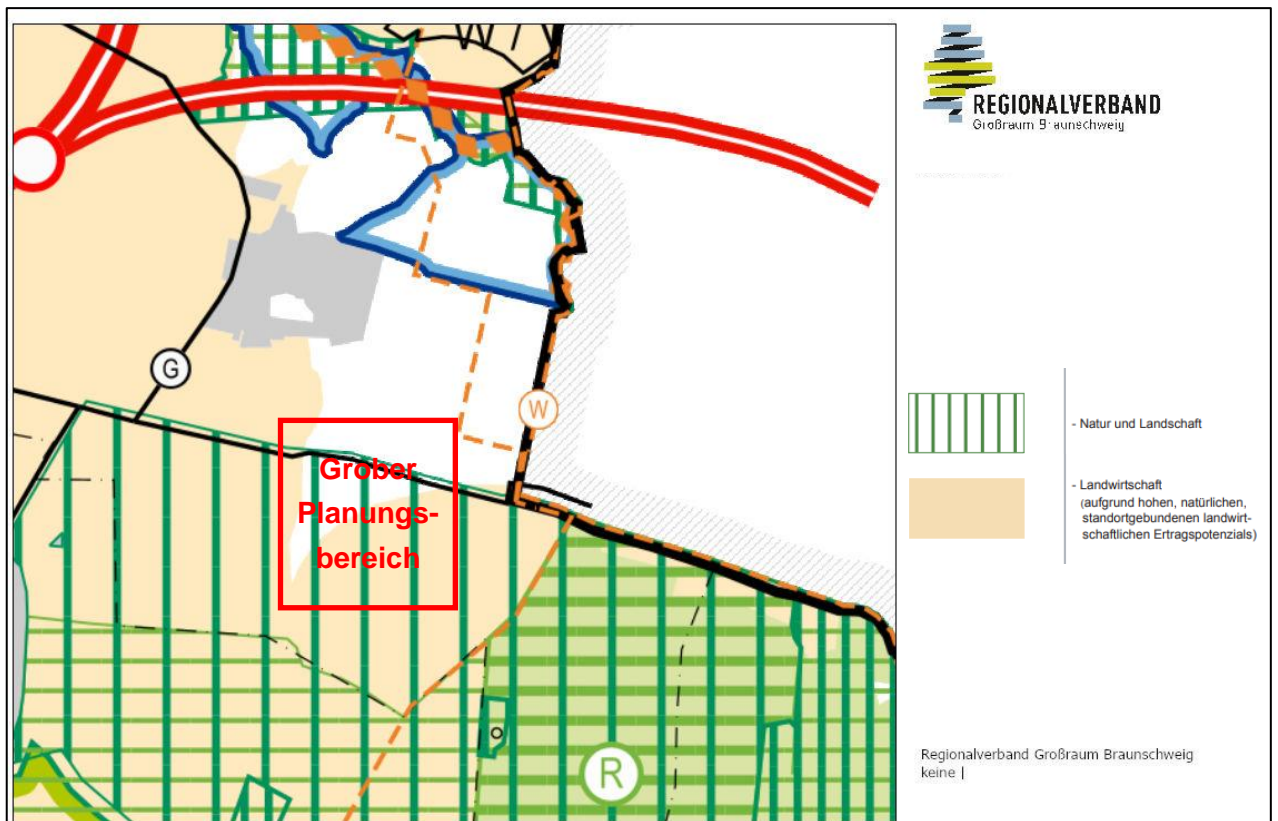 WI
REGIONALVERBAND
Großraum Braunschweig
G
W
Grober
Planungs-
bereich
- Natur und Landschaft
- Landwirtschaft
(aufgrund hohen, natürlichen,
standortgebundenen landwirt-
schaftlichen Ertragspotenzials)
R
Regionalverband Großraum Braunschweig
keine |